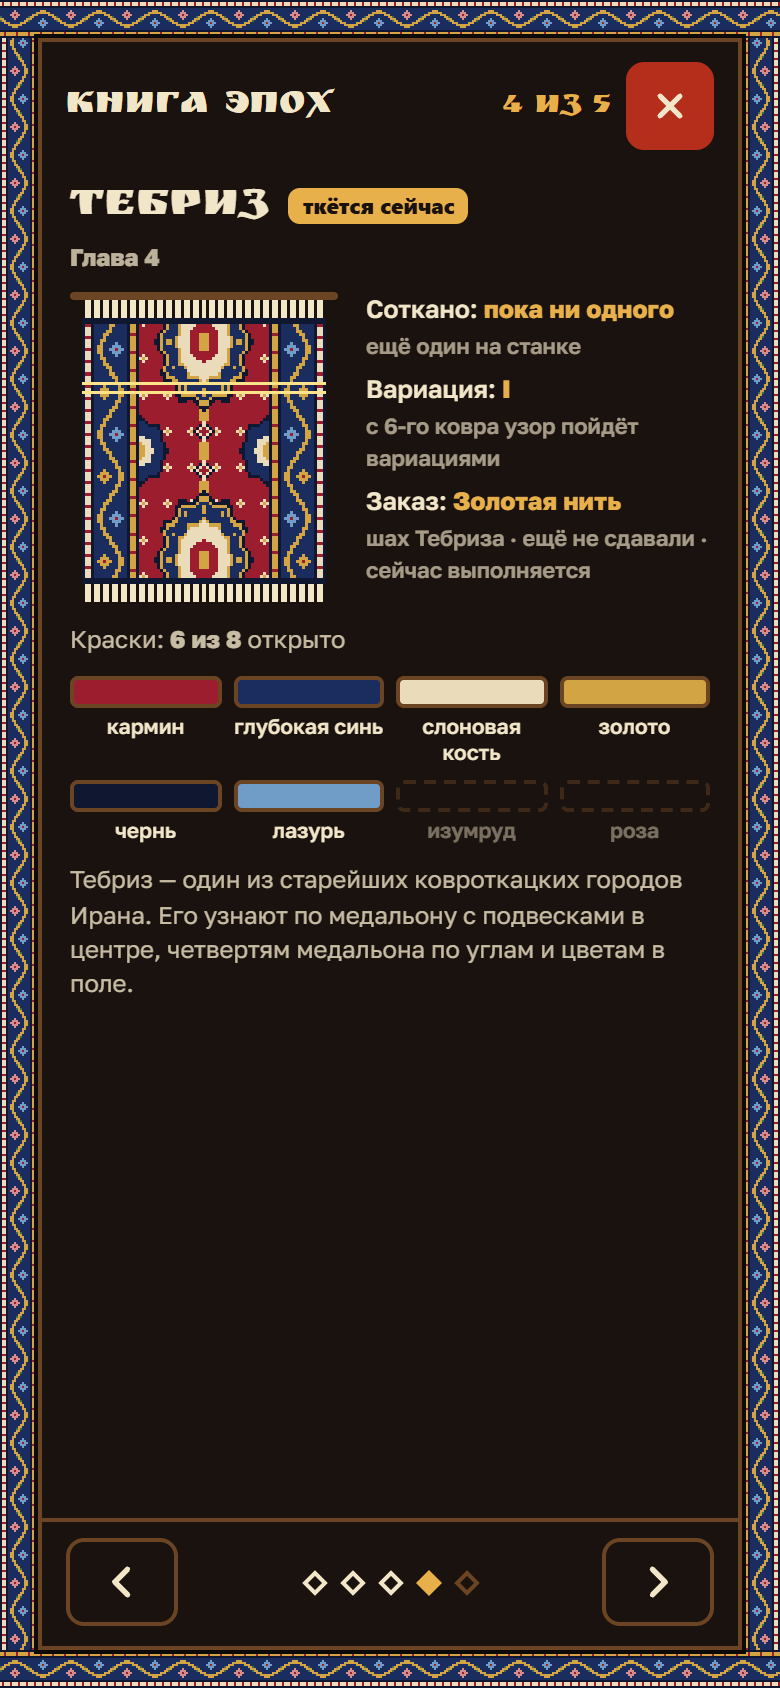 КНИГА ЭПОХ
4 ИЗ 5
ТЕБРИЗ
ткётся сейчас
Глава 4
Соткано: пока ни одного
ещё один на станке
Вариация: I
с 6-го ковра узор пойдёт
вариациями
Заказ: Золотая нить
шах Тебриза · ещё не сдавали ·
сейчас выполняется
Краски: 6 из 8 открыто
кармин
глубокая синь
слоновая
кость
золото
чернь
лазурь
изумруд
роза
Тебриз — один из старейших ковроткацких городов
Ирана. Его узнают по медальону с подвесками в
центре, четвертям медальона по углам и цветам в
поле.